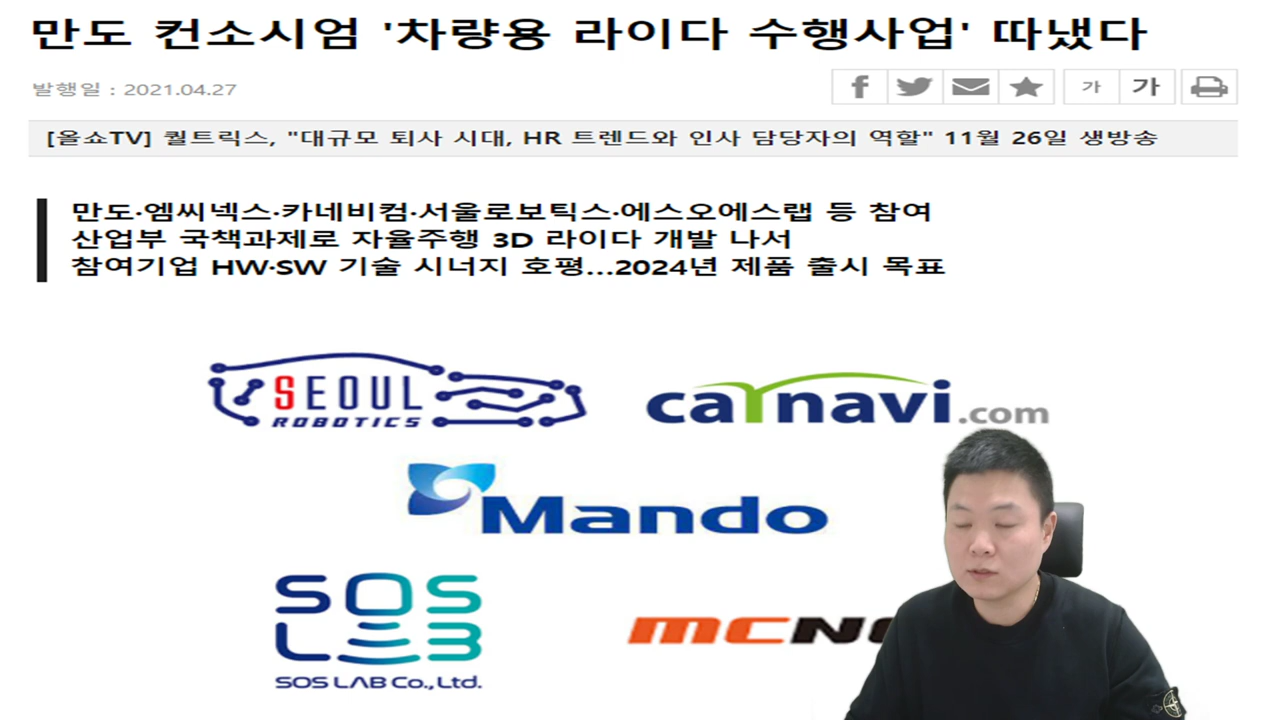 만도 컨소시엄 '차량용 라이다 수행사업' 따냈다
발행일 : 2021.04.27
가 가
[올쇼TV] 퀄트릭스, "대규모 퇴사 시대, HR 트렌드와 인사 담당자의 역할" 11월 26일 생방송
만도·엠씨넥스·카네비컴·서울로보틱스·에스오에스랩 등 참여
산업부 국책과제로 자율주행 3D 라이다 개발 나서
참여기업 HW·SW 기술 시너지 호평...2024년 제품 출시 목표
SEOUL
ROBOTICS
carnavi.com
Mando
SOS
LAB
SOS LAB Co., Ltd.